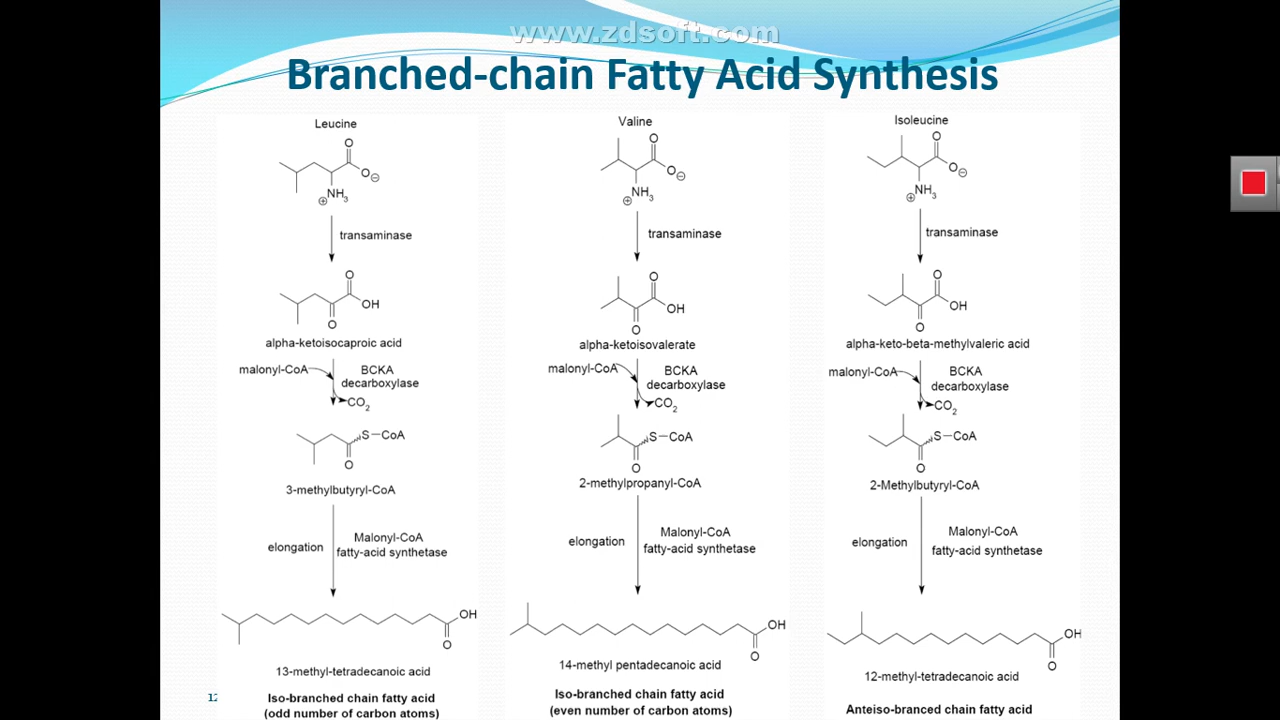 www.zdsoft.com
Branched-chain Fatty Acid Synthesis
Leucine
O
O⊖
NH3
⊕
transaminase
O
OH
O
alpha-ketoisocaproic acid
malonyl-CoA
BCKA
decarboxylase
CO2
S-CoA
O
3-methylbutyryl-CoA
elongation
Malonyl-CoA
fatty-acid synthetase
OH
O
13-methyl-tetradecanoic acid
Iso-branched chain fatty acid
(odd number of carbon atoms)
Valine
O
O⊖
NH3
⊕
transaminase
O
OH
O
alpha-ketoisovalerate
malonyl-CoA
BCKA
decarboxylase
CO2
S-CoA
O
2-methylpropanyl-CoA
elongation
Malonyl-CoA
fatty-acid synthetase
OH
O
14-methyl pentadecanoic acid
Iso-branched chain fatty acid
(even number of carbon atoms)
Isoleucine
O
O⊖
NH3
⊕
transaminase
O
OH
O
alpha-keto-beta-methylvaleric acid
malonyl-CoA
BCKA
decarboxylase
CO2
S-CoA
O
2-Methylbutyryl-CoA
elongation
Malonyl-CoA
fatty-acid synthetase
OH
O
12-methyl-tetradecanoic acid
Anteiso-branced chain fatty acid
12